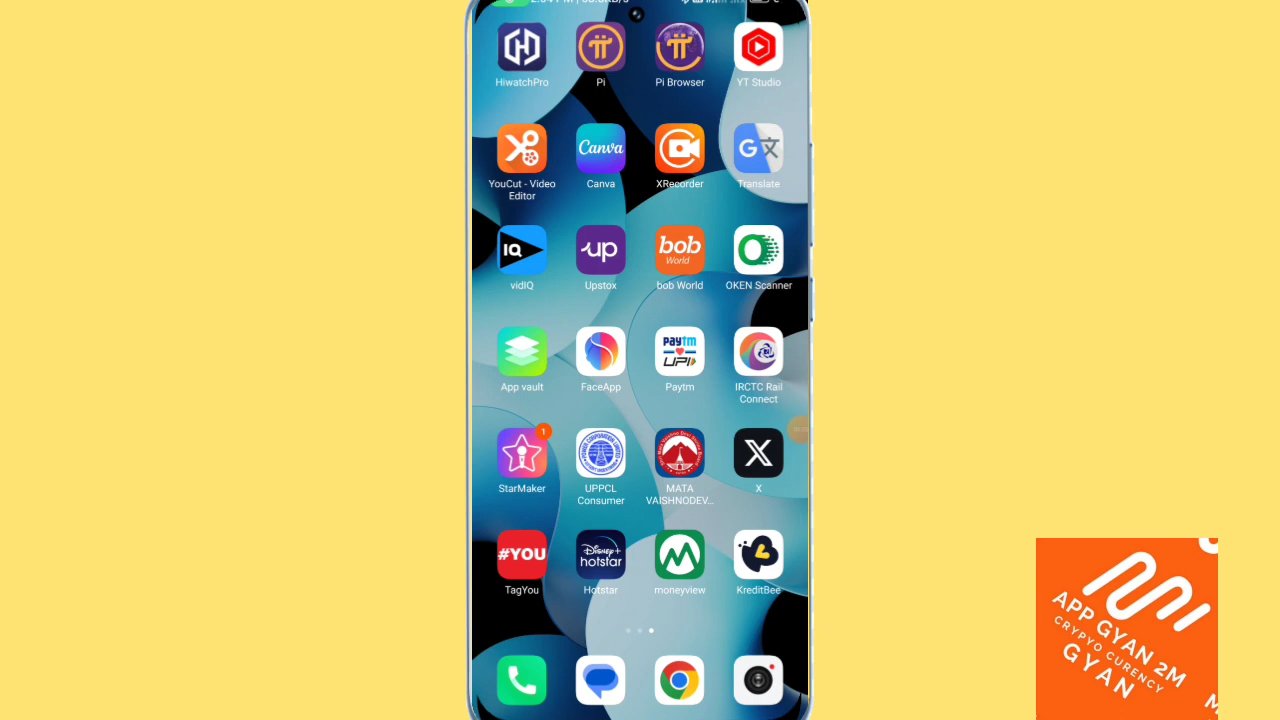 HiwatchPro
Pi
Pi Browser
YT Studio
Canva
YouCut - Video
Editor
Canva
XRecorder
G文
Translate
IQ
up
bob
World
vidIQ
Upstox
bob World
OKEN Scanner
paytm
UPI
App vault
FaceApp
Paytm
IRCTC Rail
Connect
1
StarMaker
UPPCL
Consumer
MATA
VAISHNODEV...
X
#YOU
Disney+
hotstar
TagYou
Hotstar
moneyview
KreditBee
APP GYAN 2M
CRYPYO CURENCY
GYAN